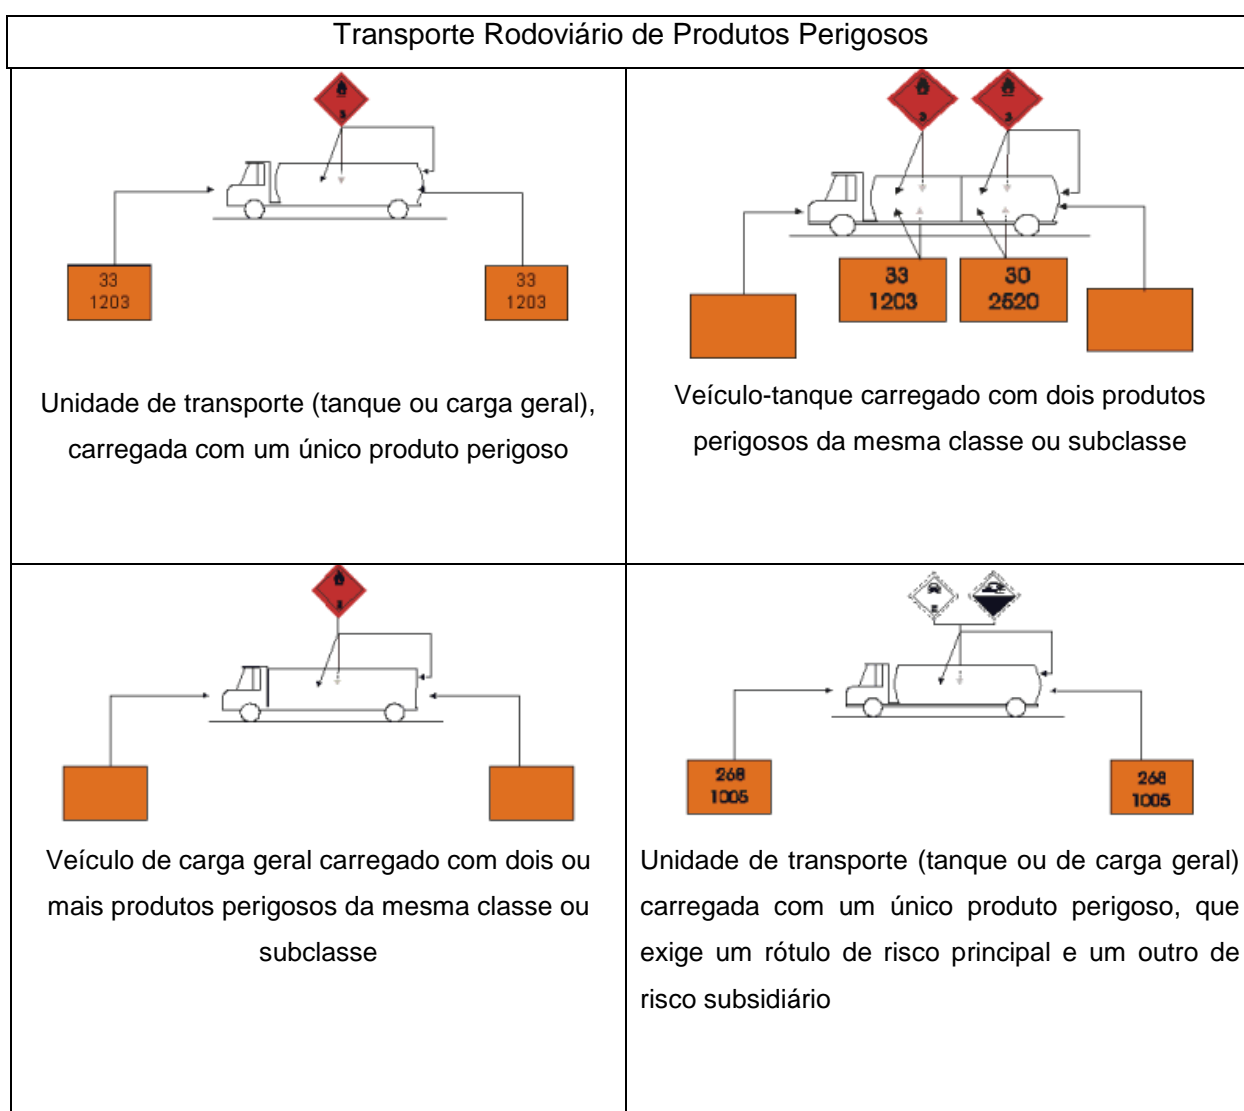 Transporte Rodoviário de Produtos Perigosos
3
33
1203
33
1203
Unidade de transporte (tanque ou carga geral),
carregada com um único produto perigoso
3
3
33
1203
30
2520
Veículo-tanque carregado com dois produtos
perigosos da mesma classe ou subclasse
Veículo de carga geral carregado com dois ou
mais produtos perigosos da mesma classe ou
subclasse
268
1005
268
1005
Unidade de transporte (tanque ou de carga geral)
carregada com um único produto perigoso, que
exige um rótulo de risco principal e um outro de
risco subsidiário